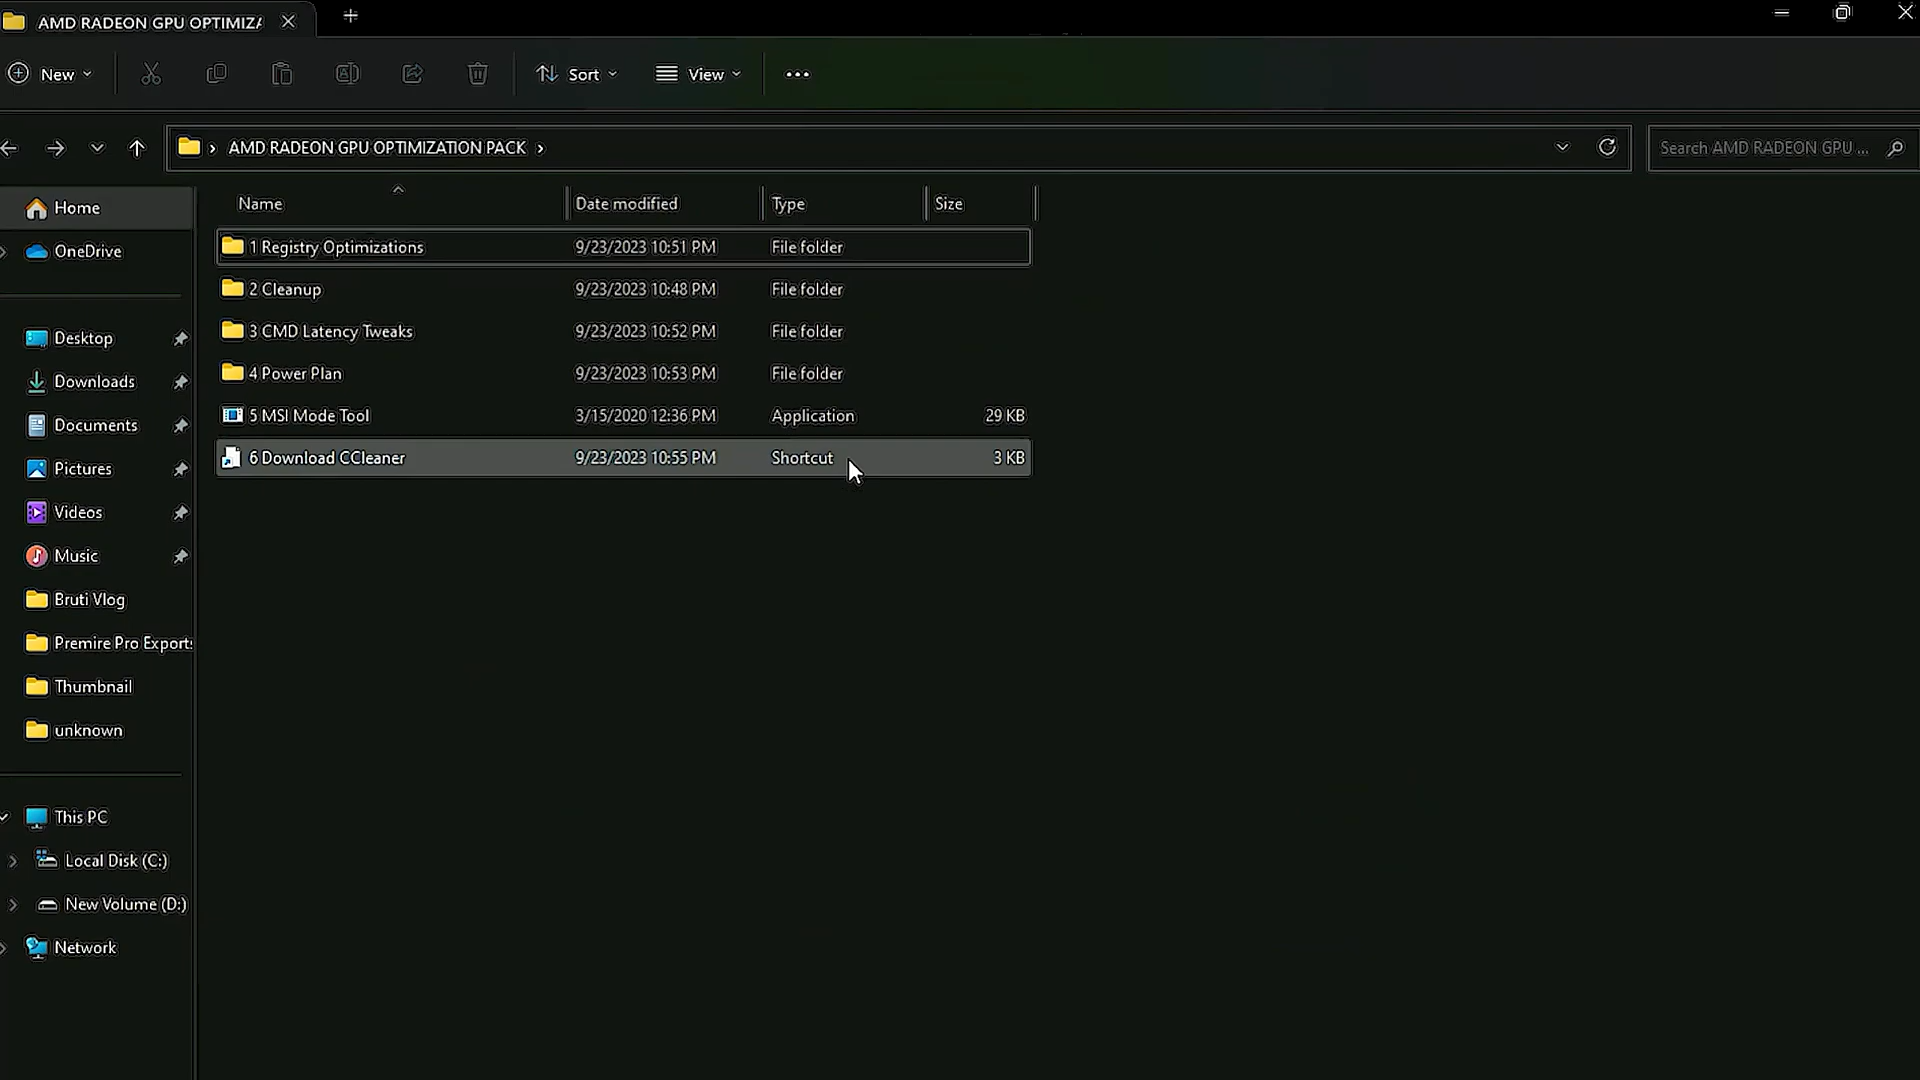 AMD RADEON GPU OPTIMIZA
New
Sort
View
AMD RADEON GPU OPTIMIZATION PACK
Search AMD RADEON GPU ...
Home
OneDrive
Desktop
Downloads
Documents
Pictures
Videos
Music
Bruti Vlog
Premire Pro Exports
Thumbnail
unknown
This PC
Local Disk (C:)
New Volume (D:)
Network
Name Date modified Type Size
1 Registry Optimizations 9/23/2023 10:51 PM File folder
2 Cleanup 9/23/2023 10:48 PM File folder
3 CMD Latency Tweaks 9/23/2023 10:52 PM File folder
4 Power Plan 9/23/2023 10:53 PM File folder
5 MSI Mode Tool 3/15/2020 12:36 PM Application 29 KB
6 Download CCleaner 9/23/2023 10:55 PM Shortcut 3 KB